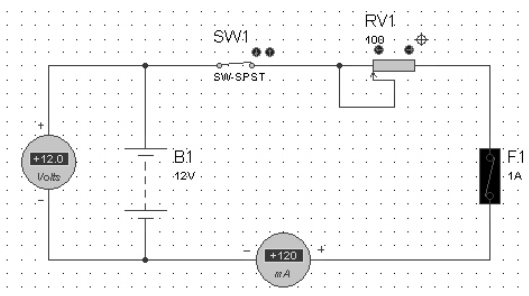 RV1
100
SW1
SW-SPST
+
+12.0
Volts
-
B1
12V
F1
1A
-
+120
mA
+